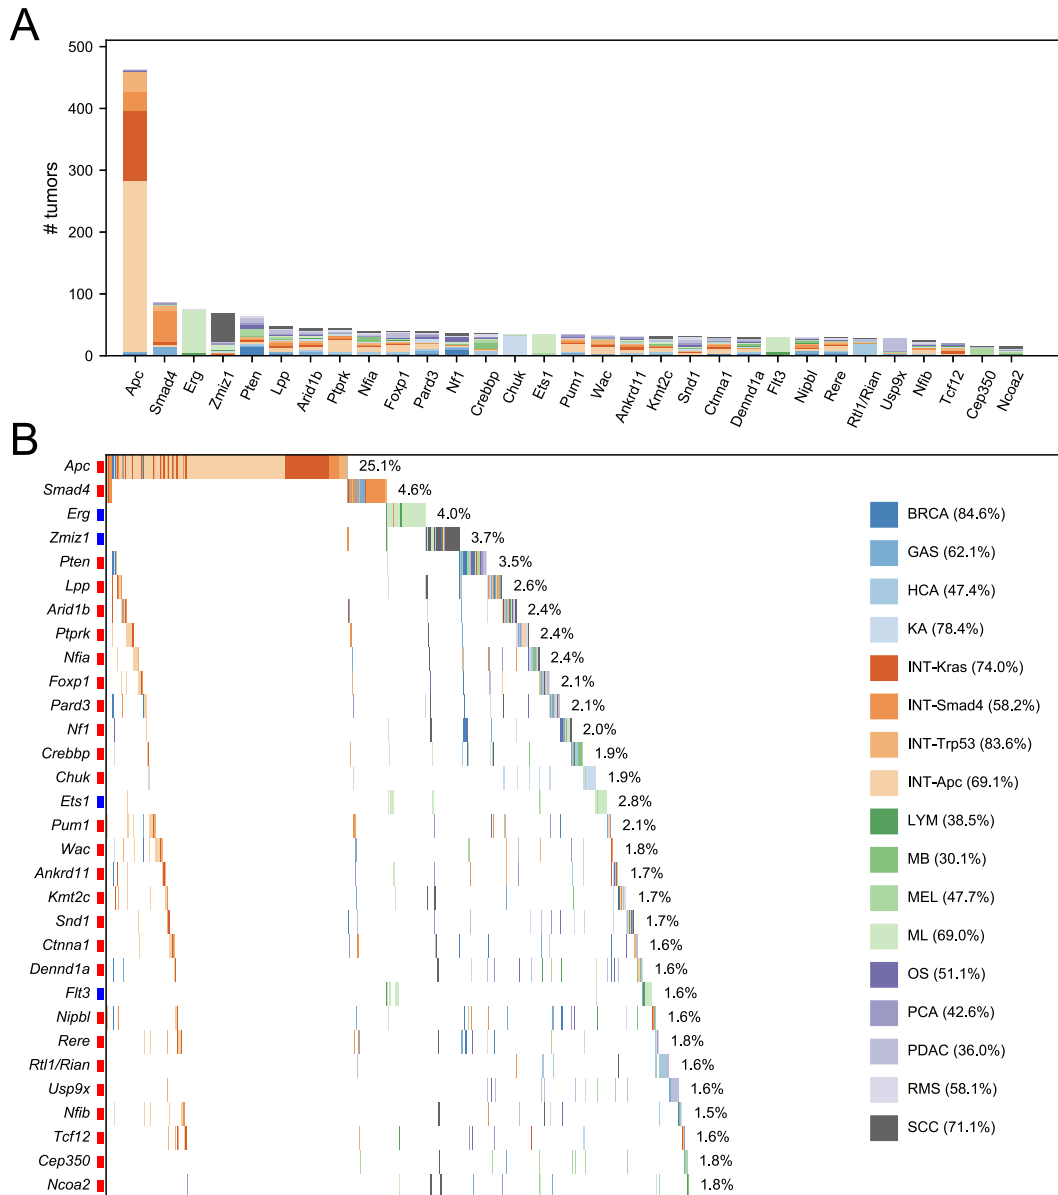 A
500
400
300
200
100
0
# tumors
Apc
Smad4
Erg
Zmiz1
Pten
Lpp
Arid1b
Ptprk
Nfia
Foxp1
Pard3
Nf1
Crebbp
Chuk
Ets1
Pum1
Wac
Ankrd11
Kmt2c
Snd1
Ctnna1
Dennd1a
Flt3
Nipbl
Rere
Rtl1/Rian
Usp9x
Nfib
Tcf12
Cep350
Ncoa2
B
Apc 25.1%
Smad4 4.6%
Erg 4.0%
Zmiz1 3.7%
Pten 3.5%
Lpp 2.6%
Arid1b 2.4%
Ptprk 2.4%
Nfia 2.4%
Foxp1 2.1%
Pard3 2.1%
Nf1 2.0%
Crebbp 1.9%
Chuk 1.9%
Ets1 2.8%
Pum1 2.1%
Wac 1.8%
Ankrd11 1.7%
Kmt2c 1.7%
Snd1 1.7%
Ctnna1 1.6%
Dennd1a 1.6%
Flt3 1.6%
Nipbl 1.6%
Rere 1.8%
Rtl1/Rian 1.6%
Usp9x 1.6%
Nfib 1.5%
Tcf12 1.6%
Cep350 1.8%
Ncoa2 1.8%
BRCA (84.6%)
GAS (62.1%)
HCA (47.4%)
KA (78.4%)
INT-Kras (74.0%)
INT-Smad4 (58.2%)
INT-Trp53 (83.6%)
INT-Apc (69.1%)
LYM (38.5%)
MB (30.1%)
MEL (47.7%)
ML (69.0%)
OS (51.1%)
PCA (42.6%)
PDAC (36.0%)
RMS (58.1%)
SCC (71.1%)